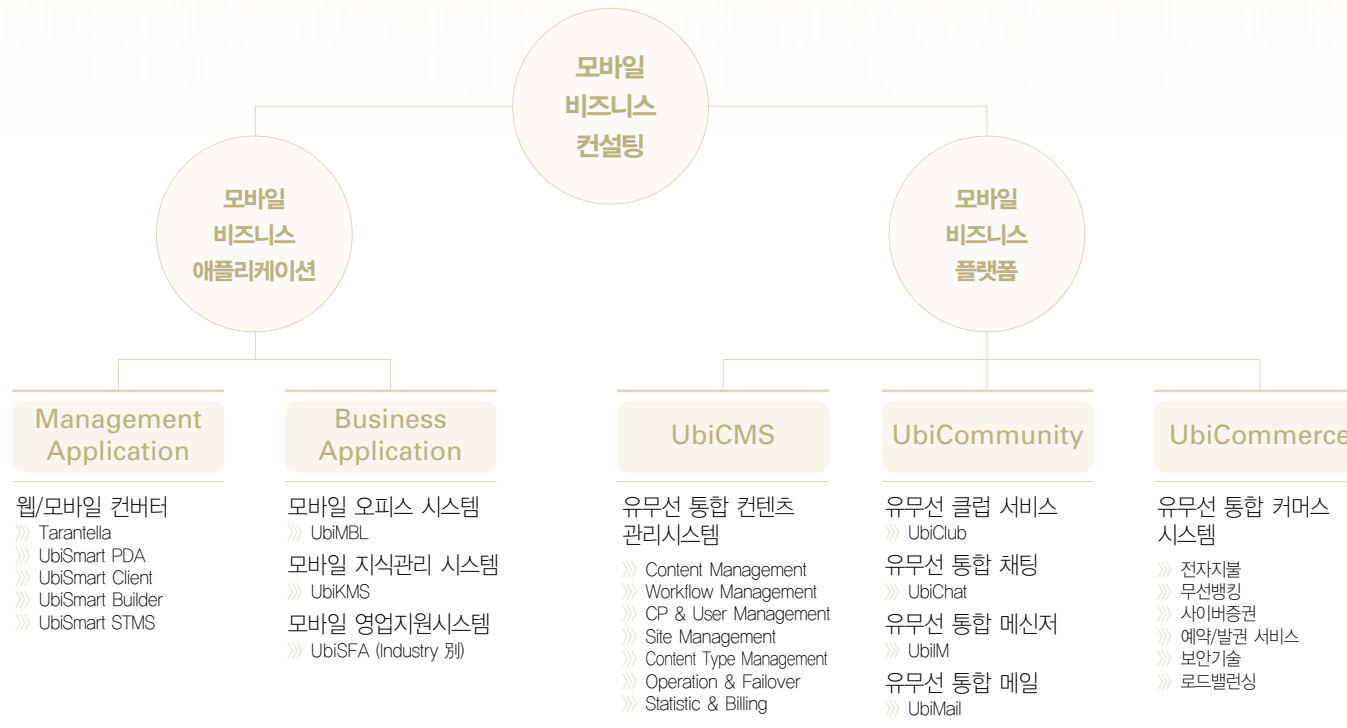 모바일
비즈니스
컨설팅
모바일
비즈니스
애플리케이션
모바일
비즈니스
플랫폼
Management
Application
웹/모바일 컨버터
》 Tarantella
》 UbiSmart PDA
》 UbiSmart Client
》 UbiSmart Builder
》 UbiSmart STMS
Business
Application
모바일 오피스 시스템
》 UbiMBL
모바일 지식관리 시스템
》 UbiKMS
모바일 영업지원시스템
》 UbiSFA (Industry 別)
UbiCMS
유무선 통합 컨텐츠
관리시스템
》 Content Management
》 Workflow Management
》 CP & User Management
》 Site Management
》 Content Type Management
》 Operation & Failover
》 Statistic & Billing
UbiCommunity
유무선 클럽 서비스
》 UbiClub
유무선 통합 채팅
》 UbiChat
유무선 통합 메신저
》 UbiIM
유무선 통합 메일
》 UbiMail
UbiCommerce
유무선 통합 커머스
시스템
》 전자지불
》 무선뱅킹
》 사이버증권
》 예약/발권 서비스
》 보안기술
》 로드밸런싱